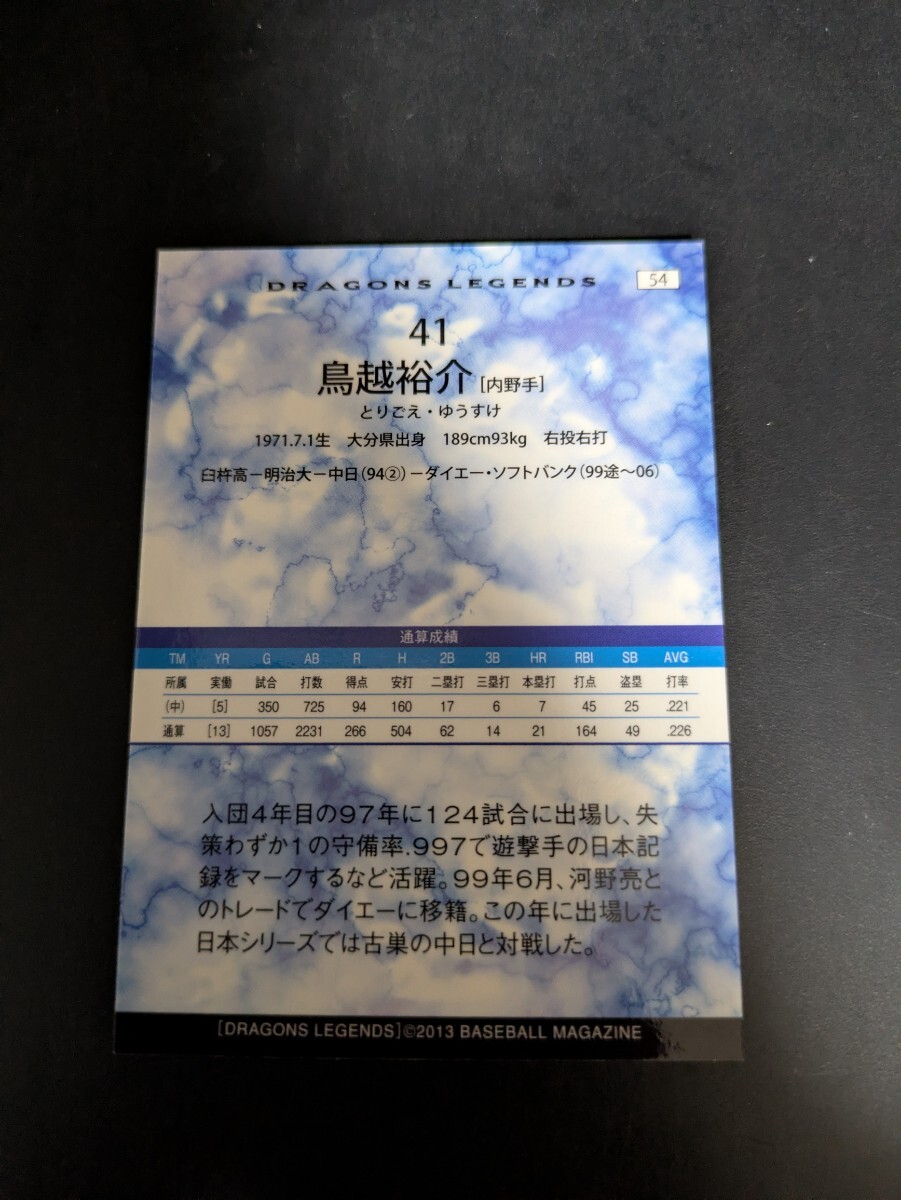 DRAGONS LEGENDS 54
41
鳥越裕介 [内野手]
とりごえ・ゆうすけ
1971.7.1生 大分県出身 189cm93kg 右投右打
臼杵高－明治大－中日(94②)－ダイエー・ソフトバンク(99途～06)
通算成績
TM YR G AB R H 2B 3B HR RBI SB AVG
所属 実働 試合 打数 得点 安打 二塁打 三塁打 本塁打 打点 盗塁 打率
(中) [5] 350 725 94 160 17 6 7 45 25 .221
通算 [13] 1057 2231 266 504 62 14 21 164 49 .226
入団4年目の97年に124試合に出場し、失
策わずか1の守備率.997で遊撃手の日本記
録をマークするなど活躍。99年6月、河野亮と
のトレードでダイエーに移籍。この年に出場した
日本シリーズでは古巣の中日と対戦した。
[DRAGONS LEGENDS]©2013 BASEBALL MAGAZINE